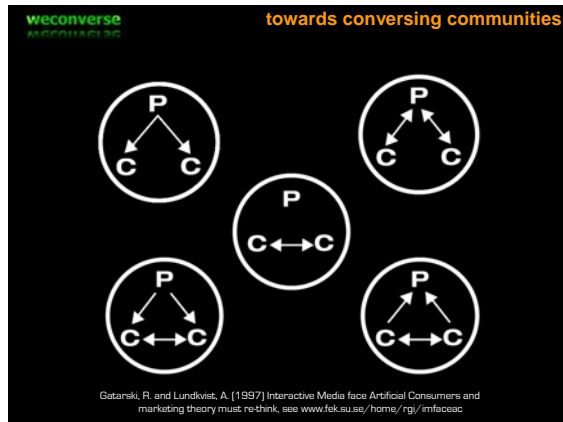 weconverse
towards conversing communities
P
C C
P
C C
P
C C
P
C C
P
C C
Gatarski, R. and Lundkvist, A. (1997) Interactive Media face Artificial Consumers and
marketing theory must re-think, see www.fek.su.se/home/rgi/imfaceac